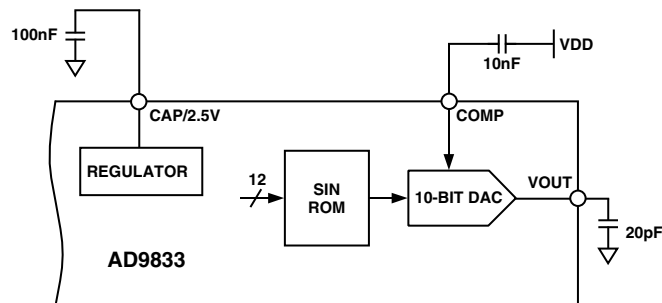 100nF
10nF
VDD
CAP/2.5V
COMP
REGULATOR
12
SIN
ROM
10-BIT DAC
VOUT
20pF
AD9833